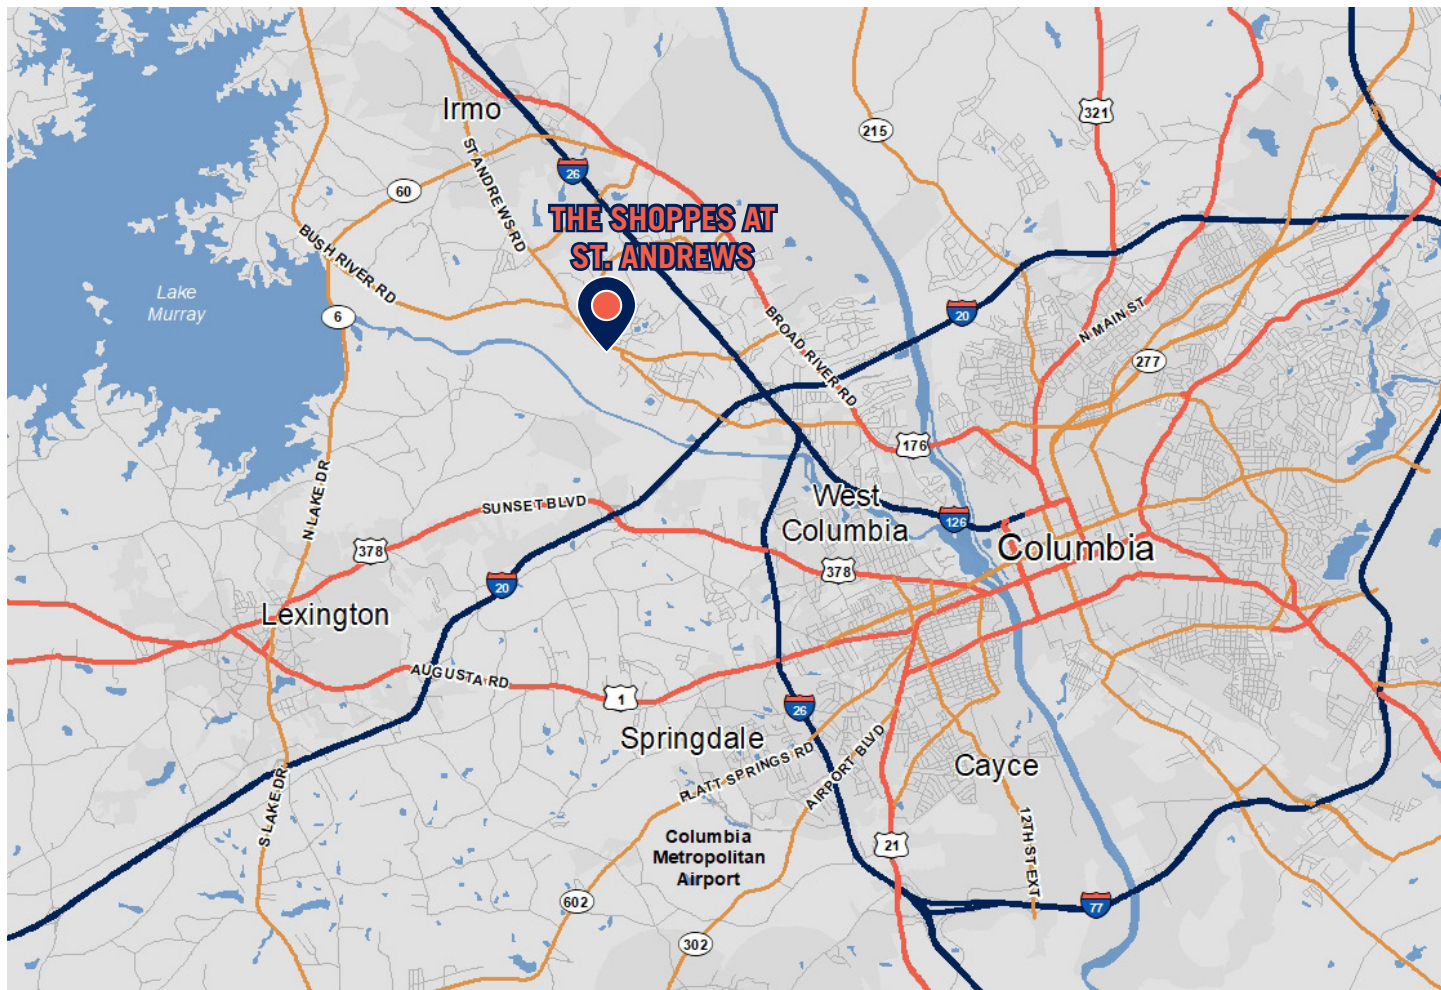 Irmo
321
215
26
60
ST ANDREWS RD
THE SHOPPES AT
ST. ANDREWS
BUSH RIVER RD
Lake
Murray
6
20
BROAD RIVER RD
N MAIN ST
277
176
N LAKE DR
SUNSET BLVD
West
Columbia
126
378
Columbia
378
20
Lexington
AUGUSTA RD
1
26
Springdale
PLATT SPRINGS RD
AIRPORT BLVD
Cayce
S LAKE DR
12TH ST EXT
Columbia
Metropolitan
Airport
21
602
77
302